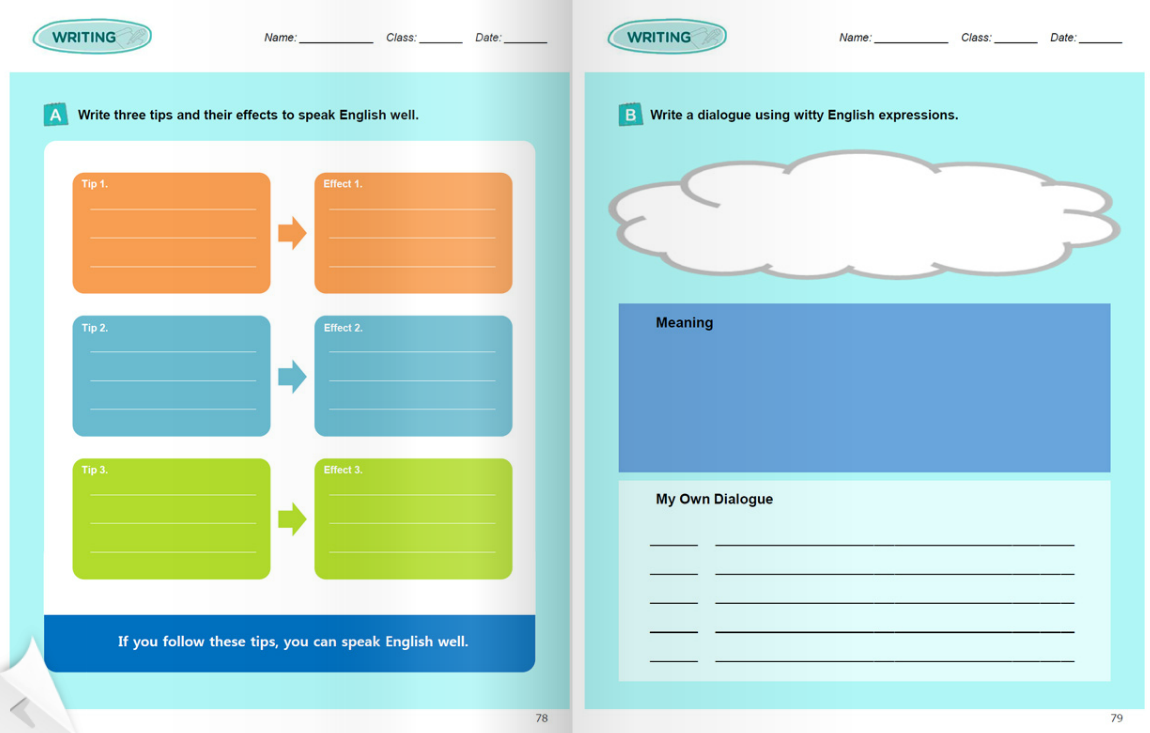 WRITING
Name: ___________ Class: _______ Date: _______
A Write three tips and their effects to speak English well.
Tip 1.
Effect 1.
Tip 2.
Effect 2.
Tip 3.
Effect 3.
If you follow these tips, you can speak English well.
78
WRITING
Name: ___________ Class: _______ Date: _______
B Write a dialogue using witty English expressions.
Meaning
My Own Dialogue
79